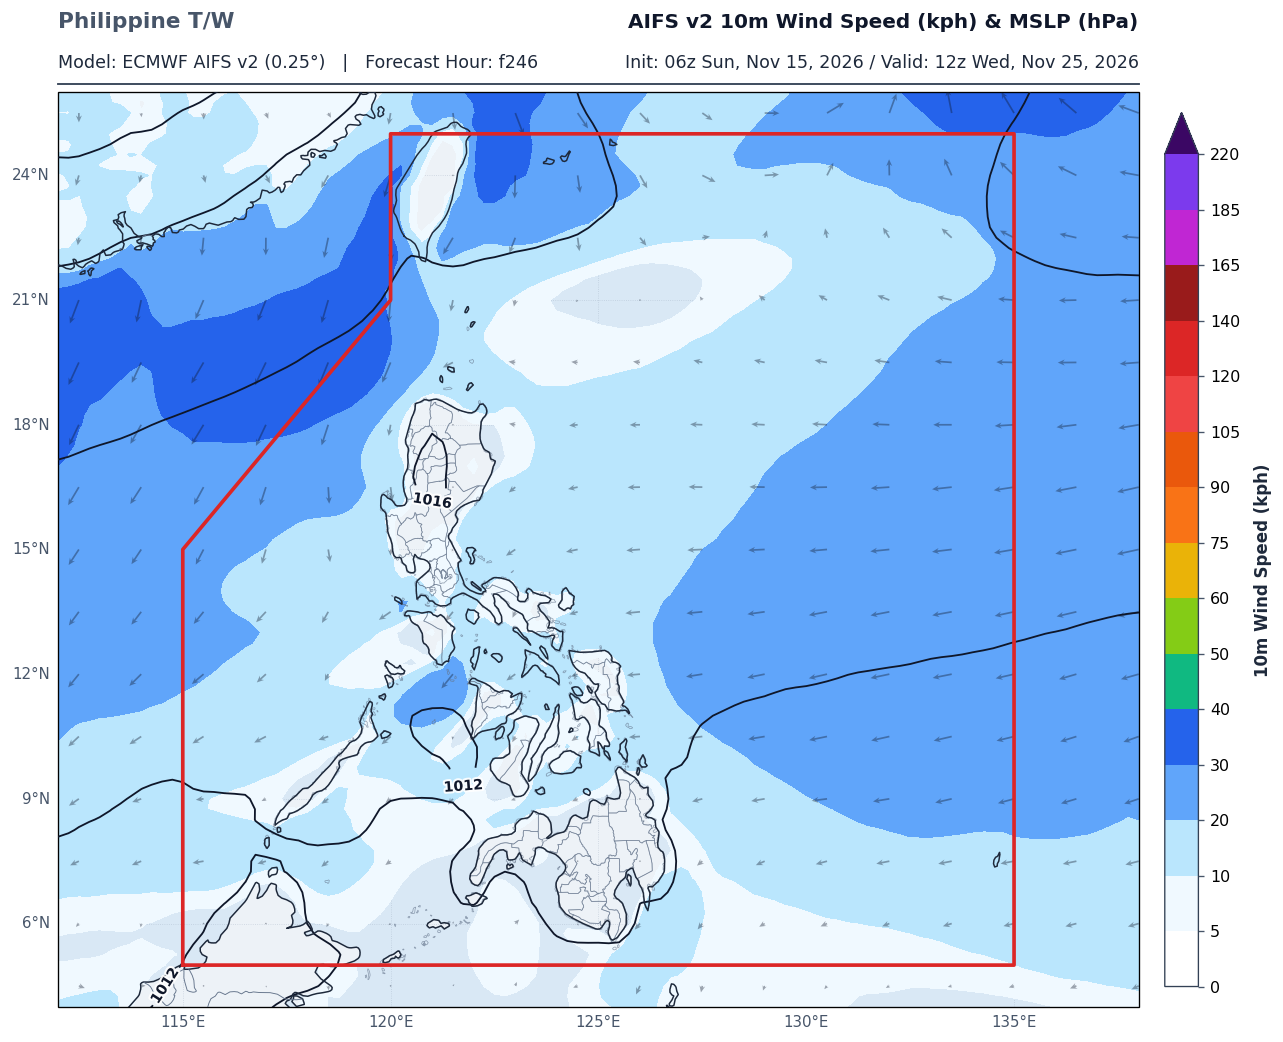 Philippine T/W
AIFS v2 10m Wind Speed (kph) & MSLP (hPa)
Model: ECMWF AIFS v2 (0.25°) | Forecast Hour: f246
Init: 06z Sun, Nov 15, 2026 / Valid: 12z Wed, Nov 25, 2026
24°N
21°N
18°N
15°N
12°N
9°N
6°N
1016
1012
1012
115°E
120°E
125°E
130°E
135°E
220
185
165
140
120
105
90
75
60
50
40
30
20
10
5
0
10m Wind Speed (kph)